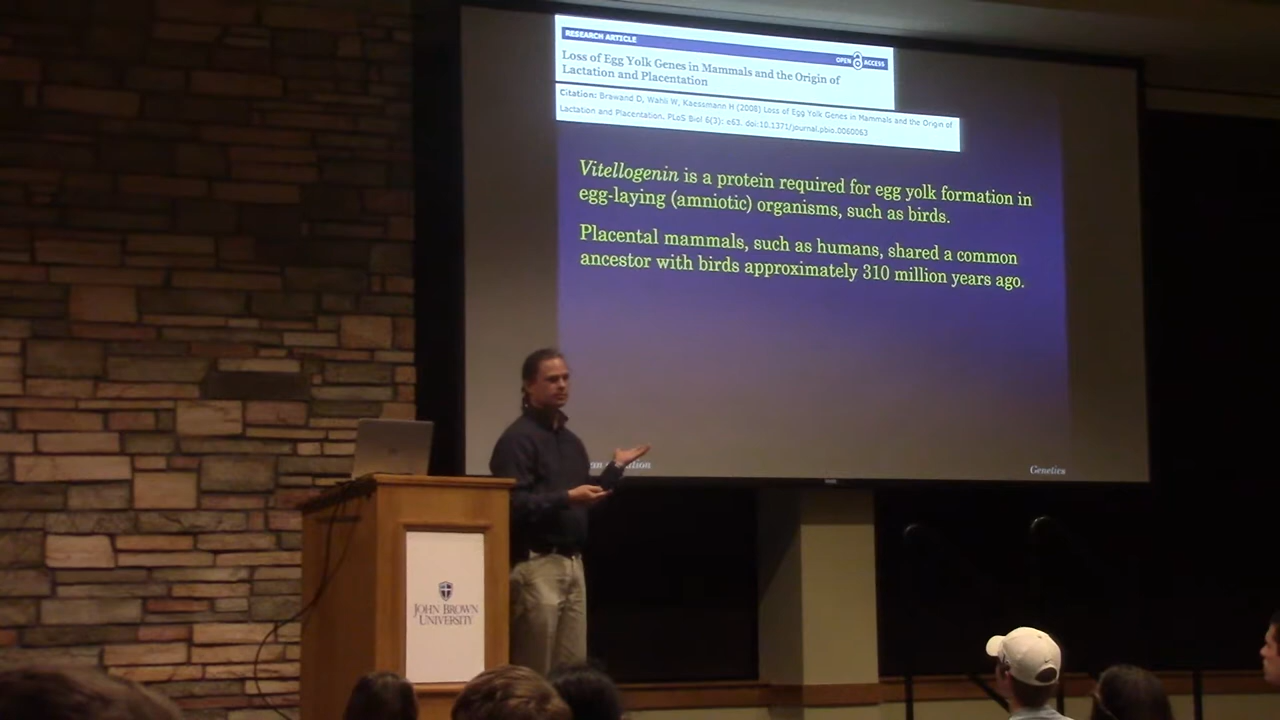 RESEARCH ARTICLE
OPEN ACCESS
Loss of Egg Yolk Genes in Mammals and the Origin of
Lactation and Placentation
Citation: Brawand D, Wahli W, Kaessmann H (2008) Loss of Egg Yolk Genes in Mammals and the Origin of
Lactation and Placentation. PLoS Biol 6(3): e63. doi:10.1371/journal.pbio.0060063
Vitellogenin is a protein required for egg yolk formation in
egg-laying (amniotic) organisms, such as birds.
Placental mammals, such as humans, shared a common
ancestor with birds approximately 310 million years ago.
Genetics
JOHN BROWN
UNIVERSITY